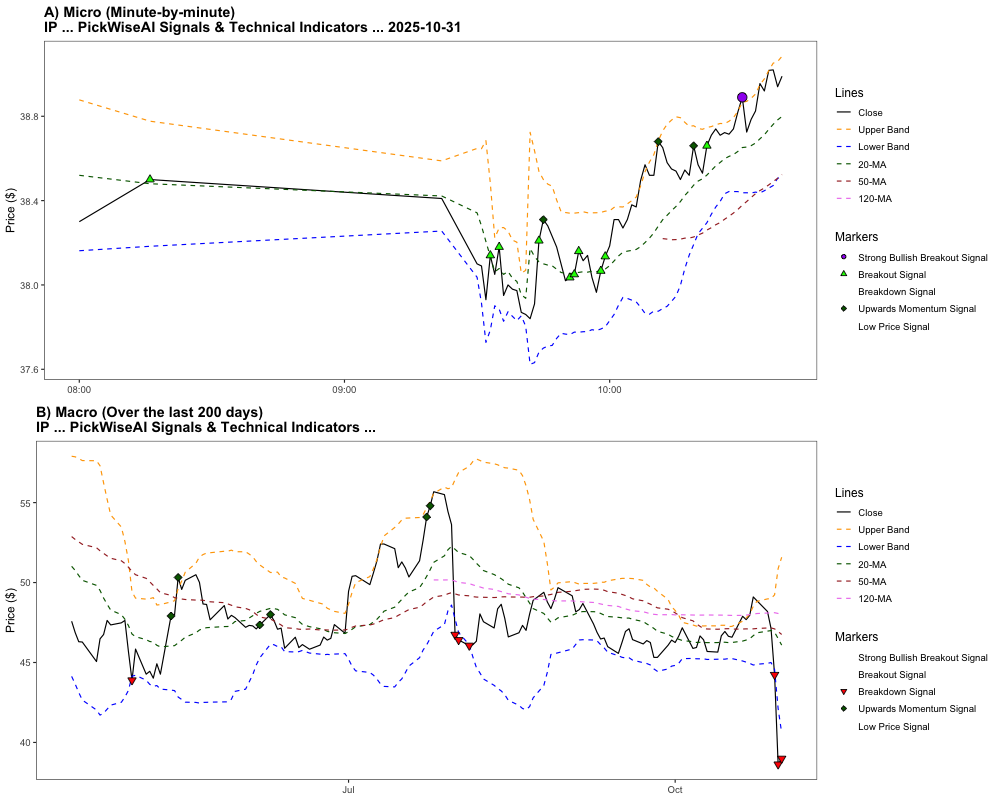 A) Micro (Minute-by-minute)
IP ... PickWiseAI Signals & Technical Indicators ... 2025-10-31
Price ($)
38.8
38.4
38.0
37.6
08:00
09:00
10:00
Lines
Close
Upper Band
Lower Band
20-MA
50-MA
120-MA
Markers
Strong Bullish Breakout Signal
Breakout Signal
Breakdown Signal
Upwards Momentum Signal
Low Price Signal
B) Macro (Over the last 200 days)
IP ... PickWiseAI Signals & Technical Indicators ...
Price ($)
55
50
45
40
Jul
Oct
Lines
Close
Upper Band
Lower Band
20-MA
50-MA
120-MA
Markers
Strong Bullish Breakout Signal
Breakout Signal
Breakdown Signal
Upwards Momentum Signal
Low Price Signal